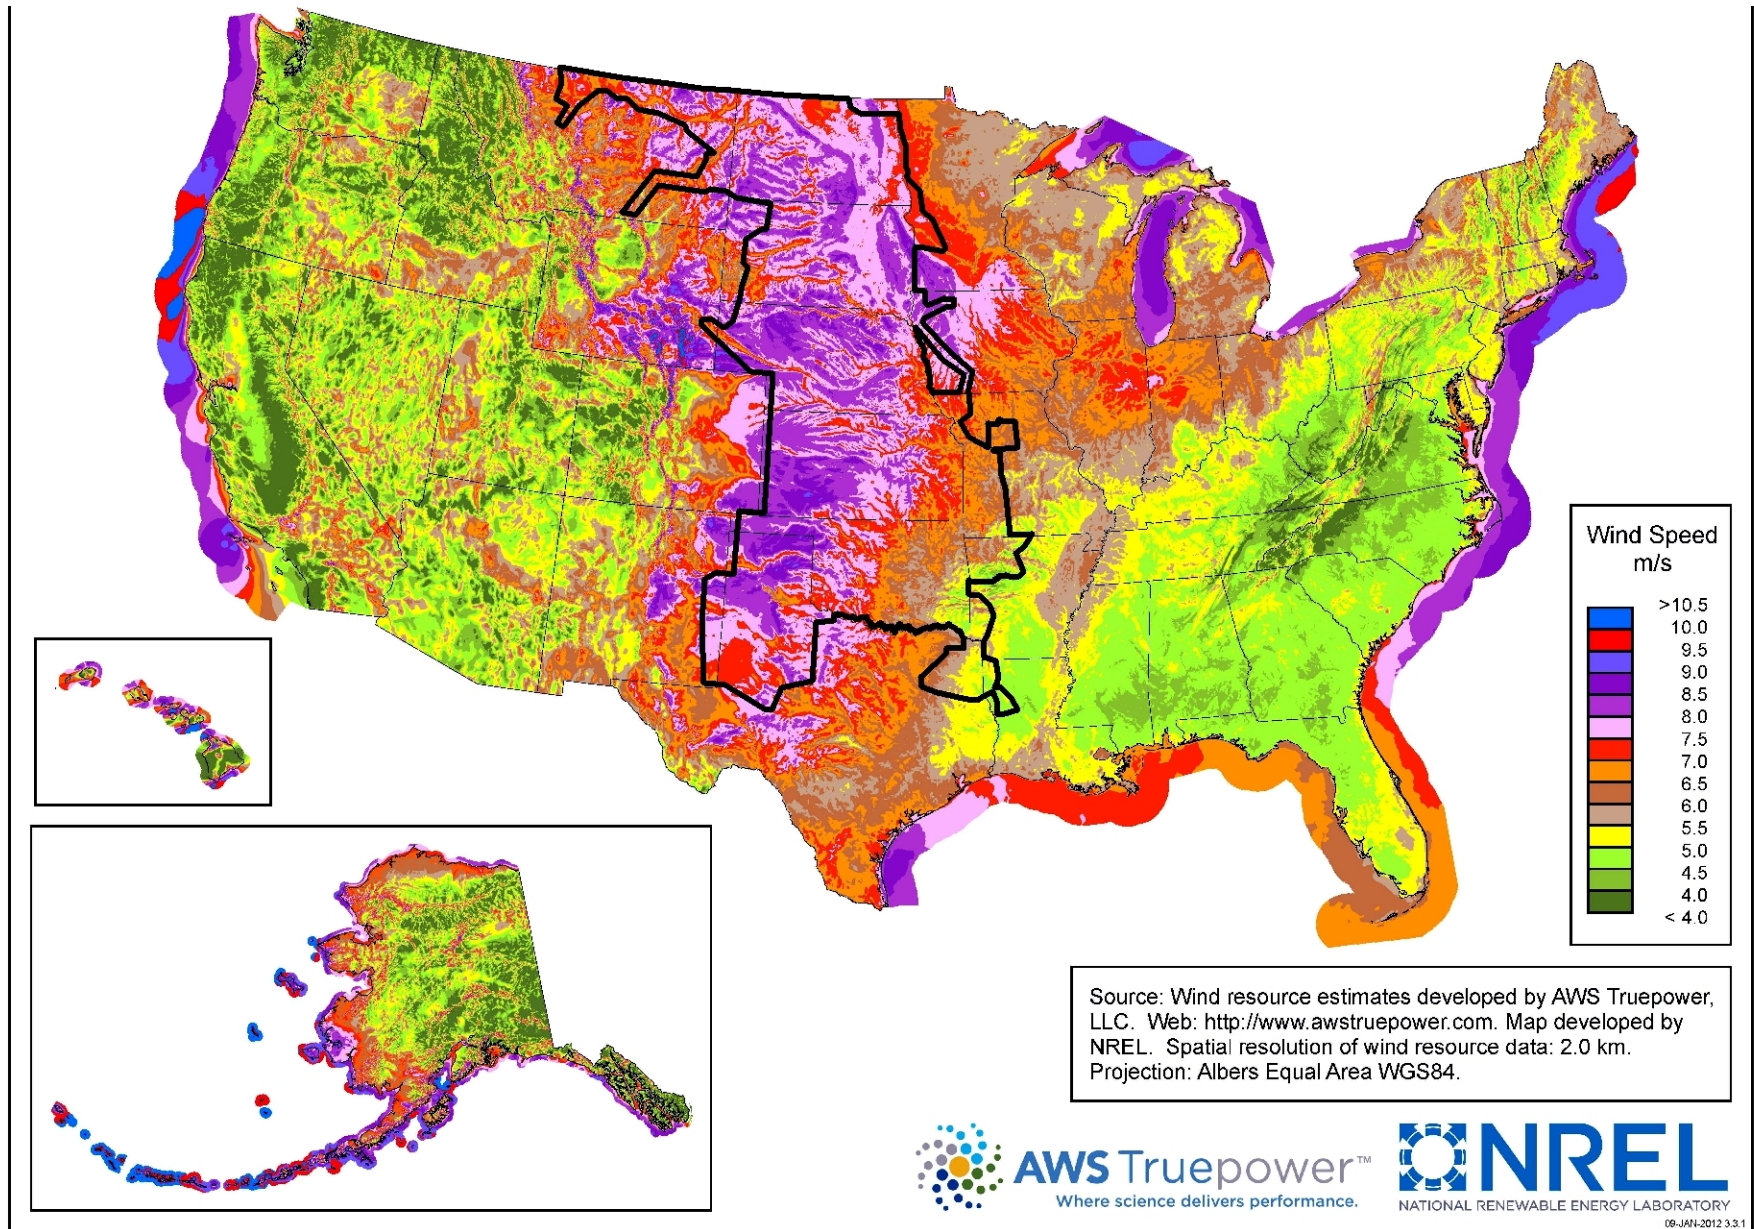 Wind Speed
m/s
>10.5
10.0
9.5
9.0
8.5
8.0
7.5
7.0
6.5
6.0
5.5
5.0
4.5
4.0
< 4.0
Source: Wind resource estimates developed by AWS Truepower,
LLC. Web: http://www.awstruepower.com. Map developed by
NREL. Spatial resolution of wind resource data: 2.0 km.
Projection: Albers Equal Area WGS84.
AWS Truepower™
Where science delivers performance.
NREL
NATIONAL RENEWABLE ENERGY LABORATORY
09-JAN-2012 3.3.1